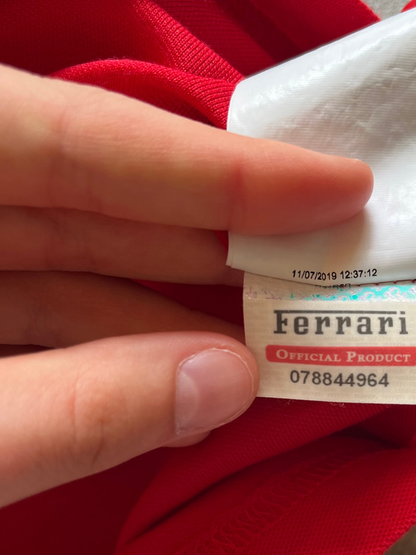 11/07/2019 12:37:12
Ferrari
OFFICIAL PRODUCT
078844964